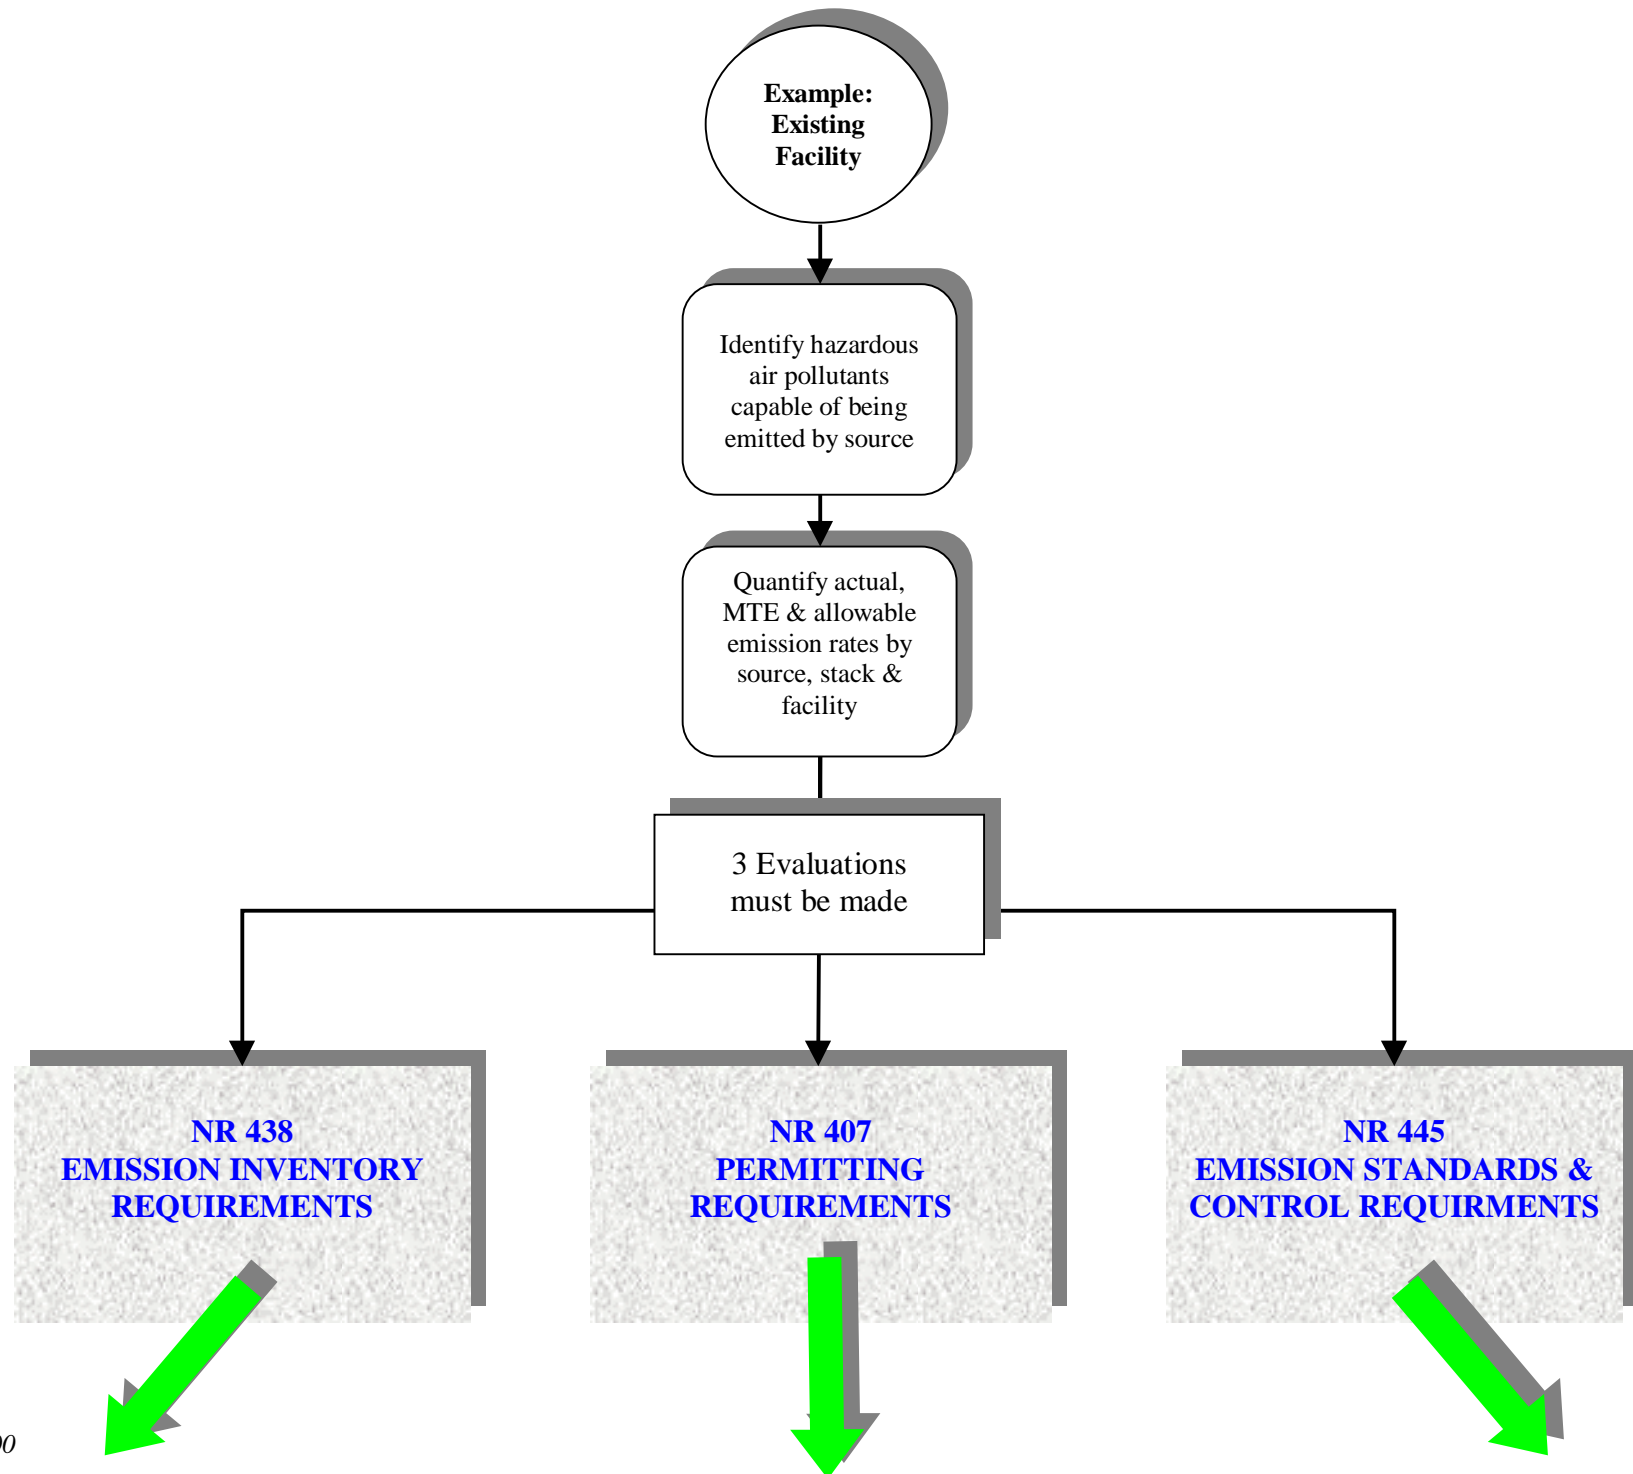 Example:
Existing
Facility
Identify hazardous
air pollutants
capable of being
emitted by source
Quantify actual,
MTE & allowable
emission rates by
source, stack &
facility
3 Evaluations
must be made
NR 438
EMISSION INVENTORY
REQUIREMENTS
NR 407
PERMITTING
REQUIREMENTS
NR 445
EMISSION STANDARDS &
CONTROL REQUIRMENTS